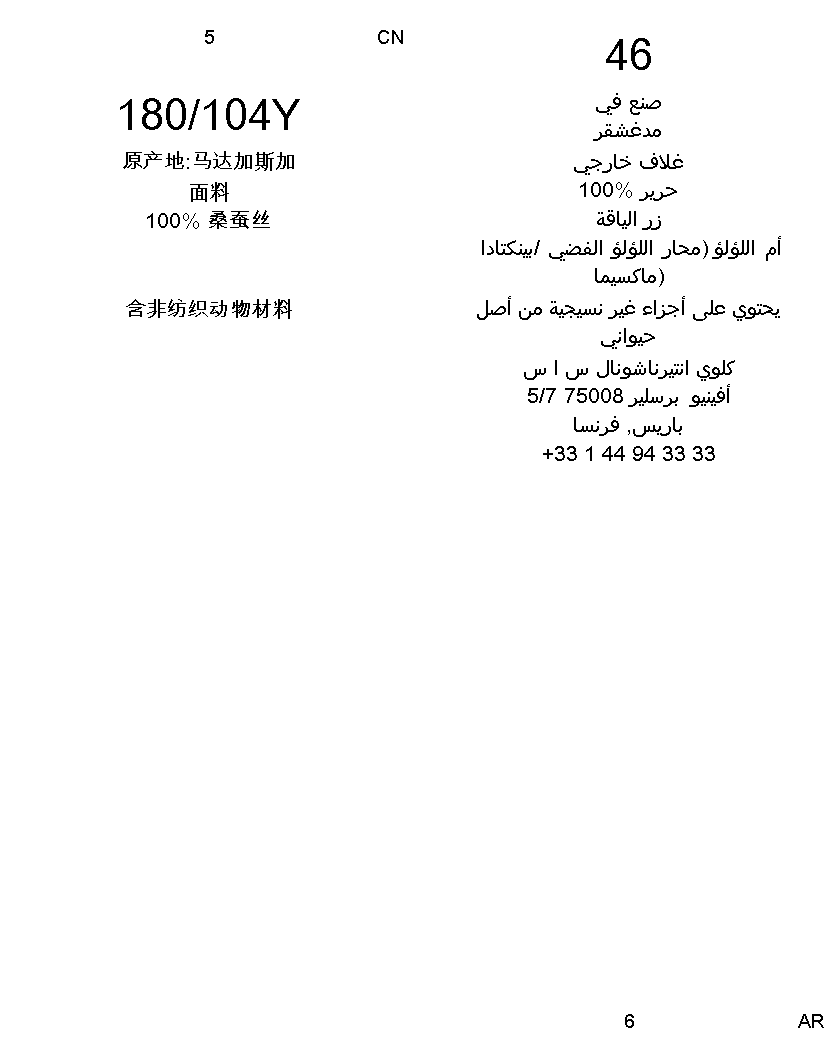 5
CN
180/104Y
原产地:马达加斯加
面料
100% 桑蚕丝
含非纺织动物材料
46
صنع في
مدغشقر
غلاف خارجي
100% حرير
زر الياقة
أم اللؤلؤ (محار اللؤلؤ الفضي /بينكتادا
ماكسيما)
يحتوي على أجزاء غير نسيجية من أصل
حيواني
كلوي انتيرناشونال س ا س
5/7 أفينيو برسلير 75008
باريس, فرنسا
+33 1 44 94 33 33
6
AR